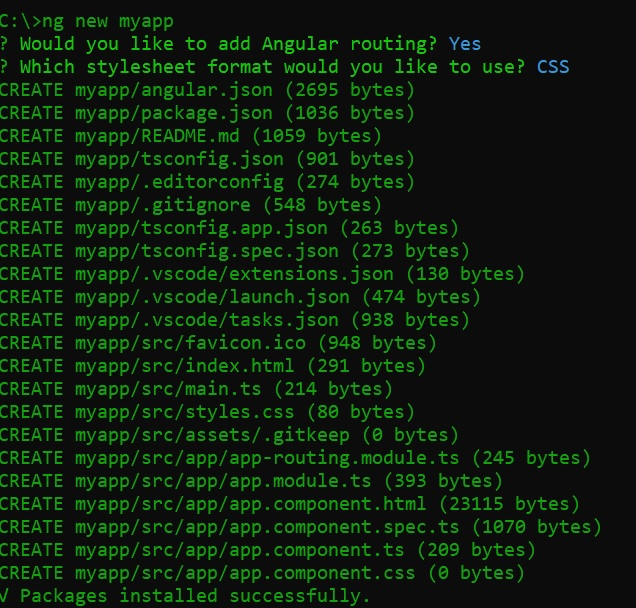 C:\>ng new myapp
? Would you like to add Angular routing? Yes
? Which stylesheet format would you like to use? CSS
CREATE myapp/angular.json (2695 bytes)
CREATE myapp/package.json (1036 bytes)
CREATE myapp/README.md (1059 bytes)
CREATE myapp/tsconfig.json (901 bytes)
CREATE myapp/.editorconfig (274 bytes)
CREATE myapp/.gitignore (548 bytes)
CREATE myapp/tsconfig.app.json (263 bytes)
CREATE myapp/tsconfig.spec.json (273 bytes)
CREATE myapp/.vscode/extensions.json (130 bytes)
CREATE myapp/.vscode/launch.json (474 bytes)
CREATE myapp/.vscode/tasks.json (938 bytes)
CREATE myapp/src/favicon.ico (948 bytes)
CREATE myapp/src/index.html (291 bytes)
CREATE myapp/src/main.ts (214 bytes)
CREATE myapp/src/styles.css (80 bytes)
CREATE myapp/src/assets/.gitkeep (0 bytes)
CREATE myapp/src/app/app-routing.module.ts (245 bytes)
CREATE myapp/src/app/app.module.ts (393 bytes)
CREATE myapp/src/app/app.component.html (23115 bytes)
CREATE myapp/src/app/app.component.spec.ts (1070 bytes)
CREATE myapp/src/app/app.component.ts (209 bytes)
CREATE myapp/src/app/app.component.css (0 bytes)
√ Packages installed successfully.